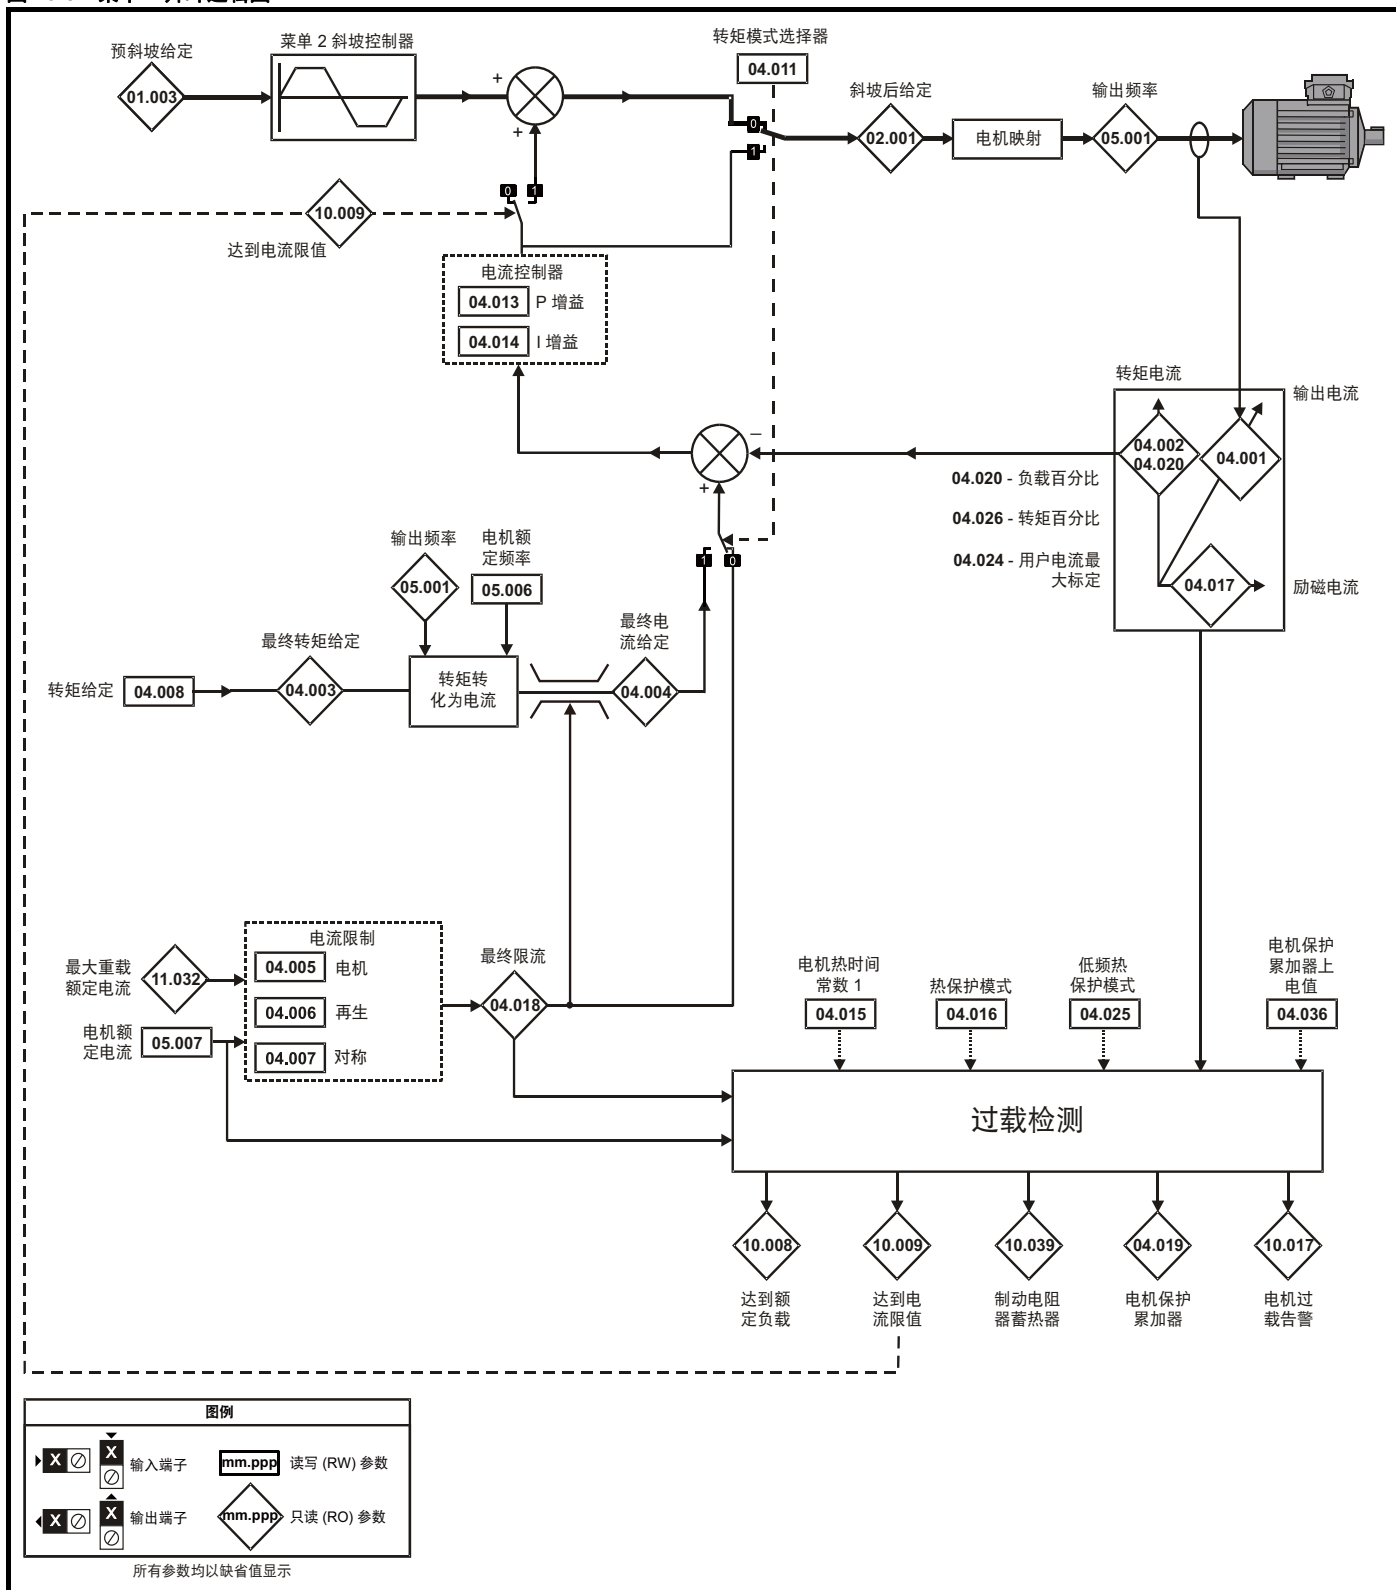 预斜坡给定
01.003
菜单 2 斜坡控制器
+
+
转矩模式选择器
04.011
0
1
斜坡后给定
02.001
电机映射
输出频率
05.001
10.009
达到电流限值
0
1
电流控制器
04.013 P 增益
04.014 I 增益
转矩电流
输出电流
04.002
04.020
04.001
04.017
励磁电流
–
+
04.020 - 负载百分比
04.026 - 转矩百分比
04.024 - 用户电流最
大标定
1
0
输出频率
05.001
电机额
定频率
05.006
最终转矩给定
最终电
流给定
转矩给定
04.008
04.003
转矩转
化为电流
04.004
最大重载
额定电流
11.032
电机额
定电流
05.007
电流限制
04.005 电机
04.006 再生
04.007 对称
最终限流
04.018
电机热时间
常数 1
04.015
热保护模式
04.016
低频热
保护模式
04.025
电机保护
累加器上
电值
04.036
过载检测
10.008
10.009
10.039
04.019
10.017
达到额
定负载
达到电
流限值
制动电阻
器蓄热器
电机保护
累加器
电机过
载告警
图例
X
X
输入端子
mm.ppp
读写 (RW) 参数
X
X
输出端子
mm.ppp
只读 (RO) 参数
所有参数均以缺省值显示